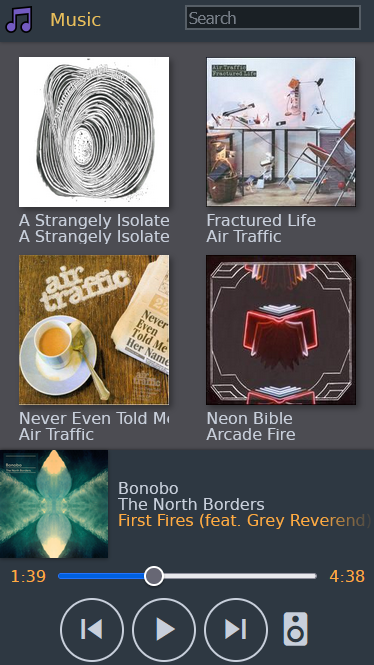 Music
Search
A Strangely Isolate
A Strangely Isolate
Air Traffic
Fractured Life
Fractured Life
Air Traffic
air
traffic
Never
Even
Told Me
Her Name
Never Even Told Me
Air Traffic
Neon Bible
Arcade Fire
Bonobo
The North Borders
Bonobo
The North Borders
First Fires (feat. Grey Reverend)
1:39
4:38